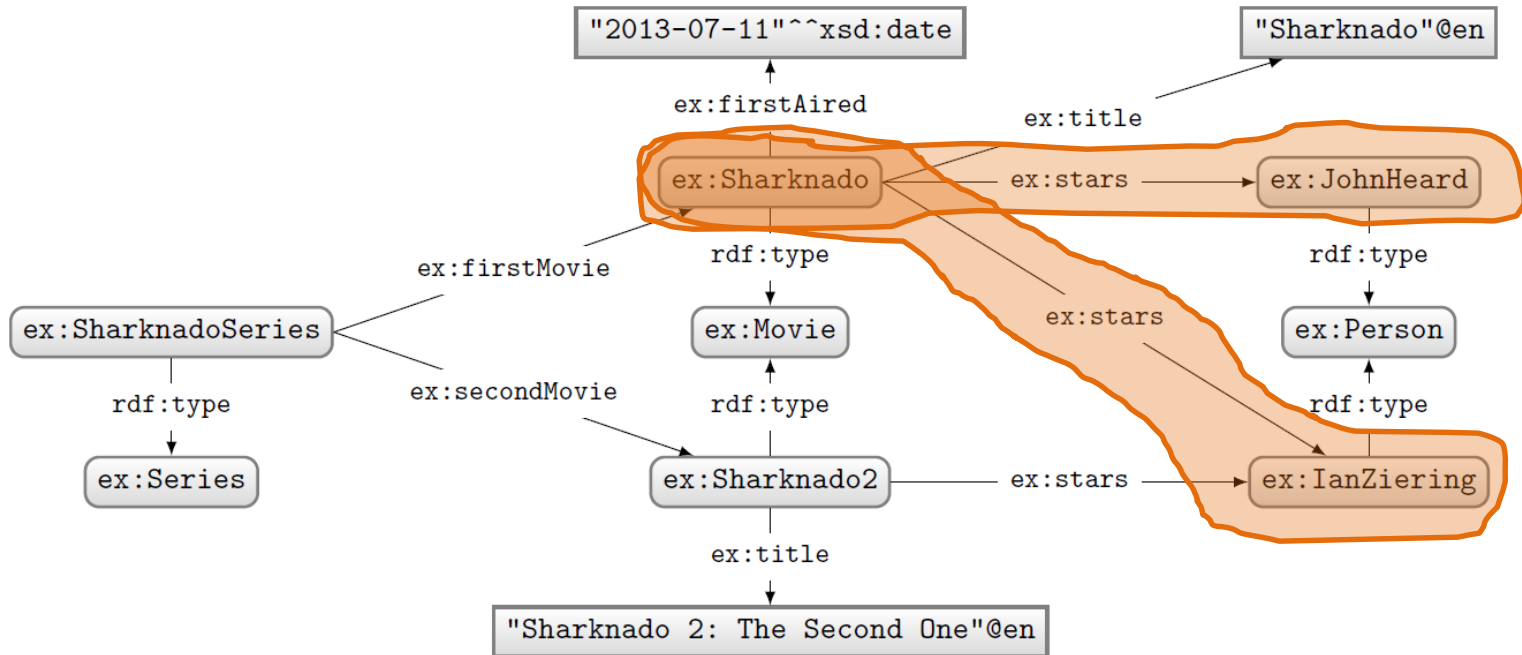 "2013-07-11"^^xsd:date
"Sharknado"@en
ex:firstAired
ex:title
ex:Sharknado
ex:stars
ex:JohnHeard
ex:firstMovie
rdf:type
rdf:type
ex:SharknadoSeries
ex:Movie
ex:stars
ex:Person
ex:secondMovie
rdf:type
rdf:type
rdf:type
ex:Series
ex:Sharknado2
ex:stars
ex:IanZiering
ex:title
"Sharknado 2: The Second One"@en